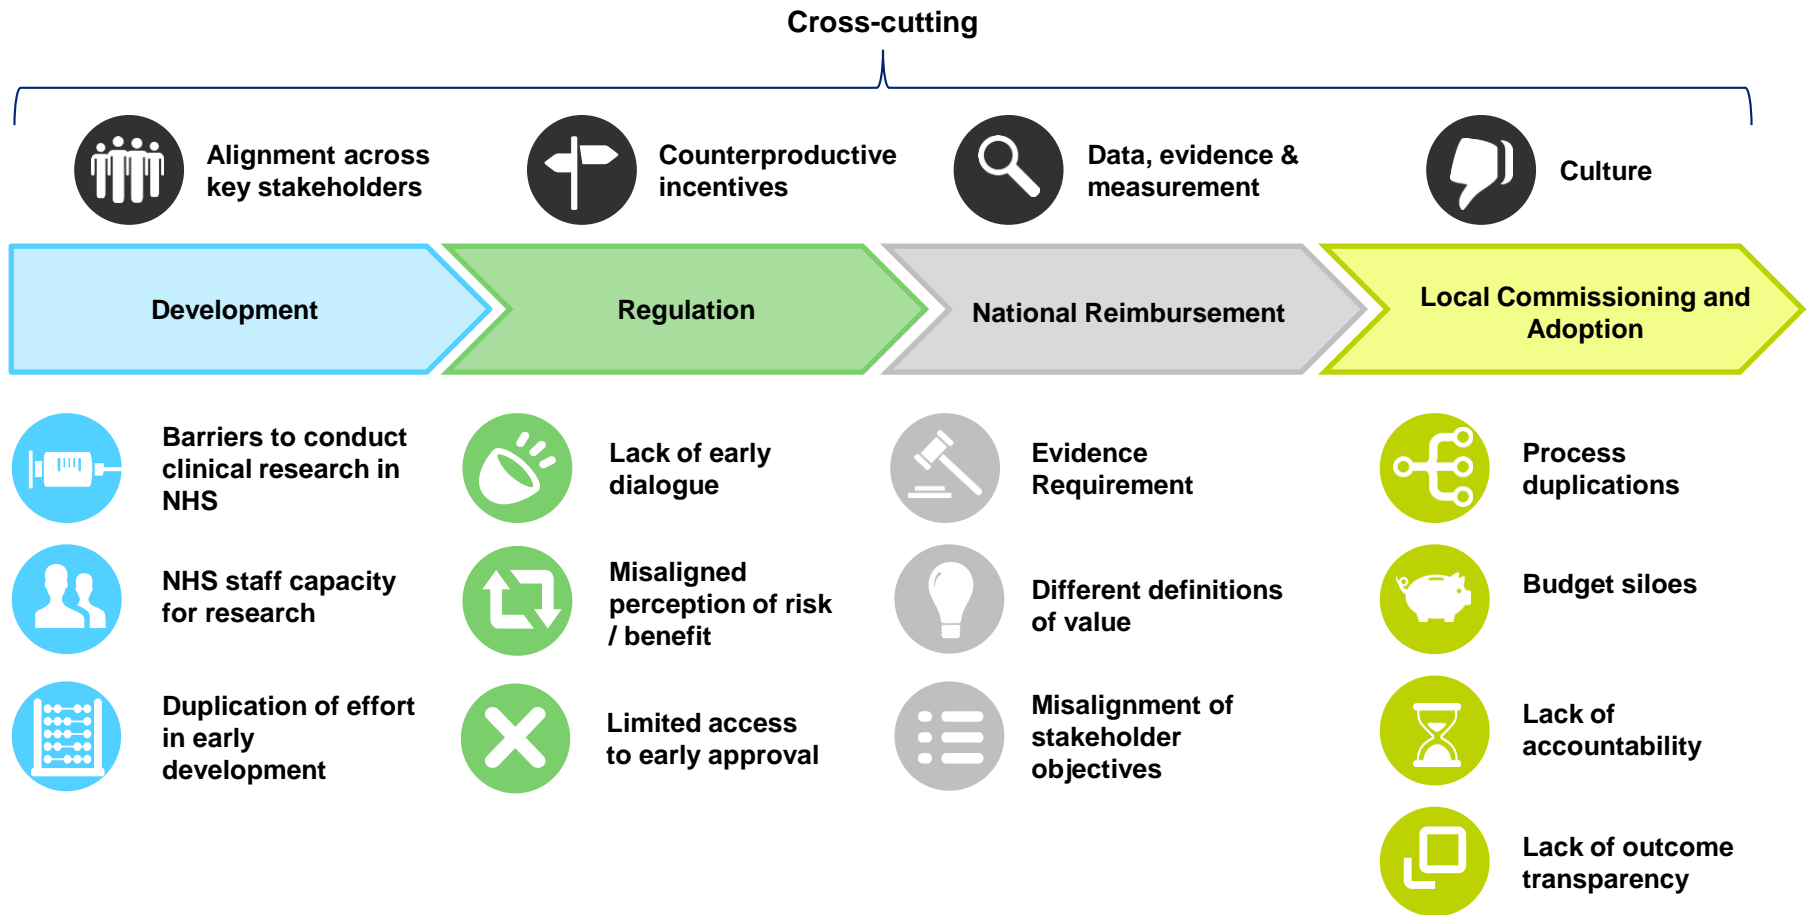 Cross-cutting
Alignment across
key stakeholders
Counterproductive
incentives
Data, evidence &
measurement
Culture
Development
Regulation
National Reimbursement
Local Commissioning and
Adoption
Barriers to conduct
clinical research in
NHS
NHS staff capacity
for research
Duplication of effort
in early
development
Lack of early
dialogue
Misaligned
perception of risk
/ benefit
Limited access
to early approval
Evidence
Requirement
Different definitions
of value
Misalignment of
stakeholder
objectives
Process
duplications
Budget siloes
Lack of
accountability
Lack of outcome
transparency